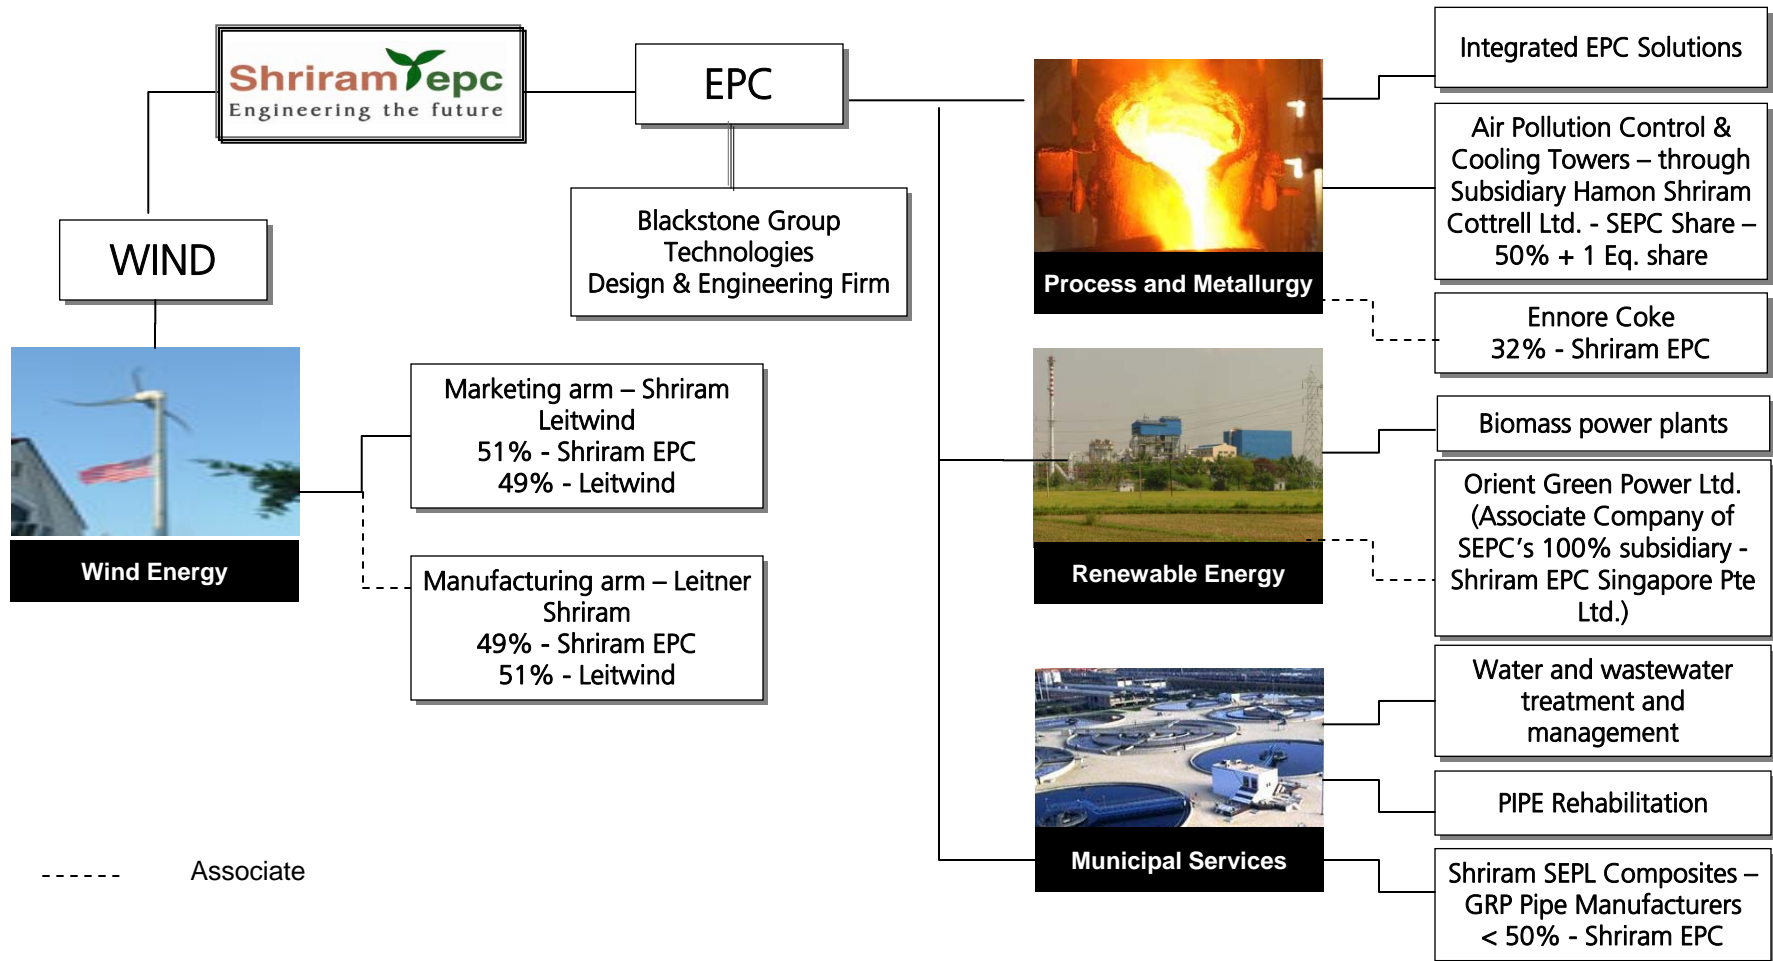 Shriram epc
Engineering the future
EPC
WIND
Blackstone Group
Technologies
Design & Engineering Firm
Wind Energy
Marketing arm – Shriram
Leitwind
51% - Shriram EPC
49% - Leitwind
Manufacturing arm – Leitner
Shriram
49% - Shriram EPC
51% - Leitwind
Process and Metallurgy
Integrated EPC Solutions
Air Pollution Control &
Cooling Towers – through
Subsidiary Hamon Shriram
Cottrell Ltd. - SEPC Share –
50% + 1 Eq. share
Ennore Coke
32% - Shriram EPC
Renewable Energy
Biomass power plants
Orient Green Power Ltd.
(Associate Company of
SEPC’s 100% subsidiary -
Shriram EPC Singapore Pte
Ltd.)
Municipal Services
Water and wastewater
treatment and
management
PIPE Rehabilitation
Shriram SEPL Composites –
GRP Pipe Manufacturers
< 50% - Shriram EPC
Associate